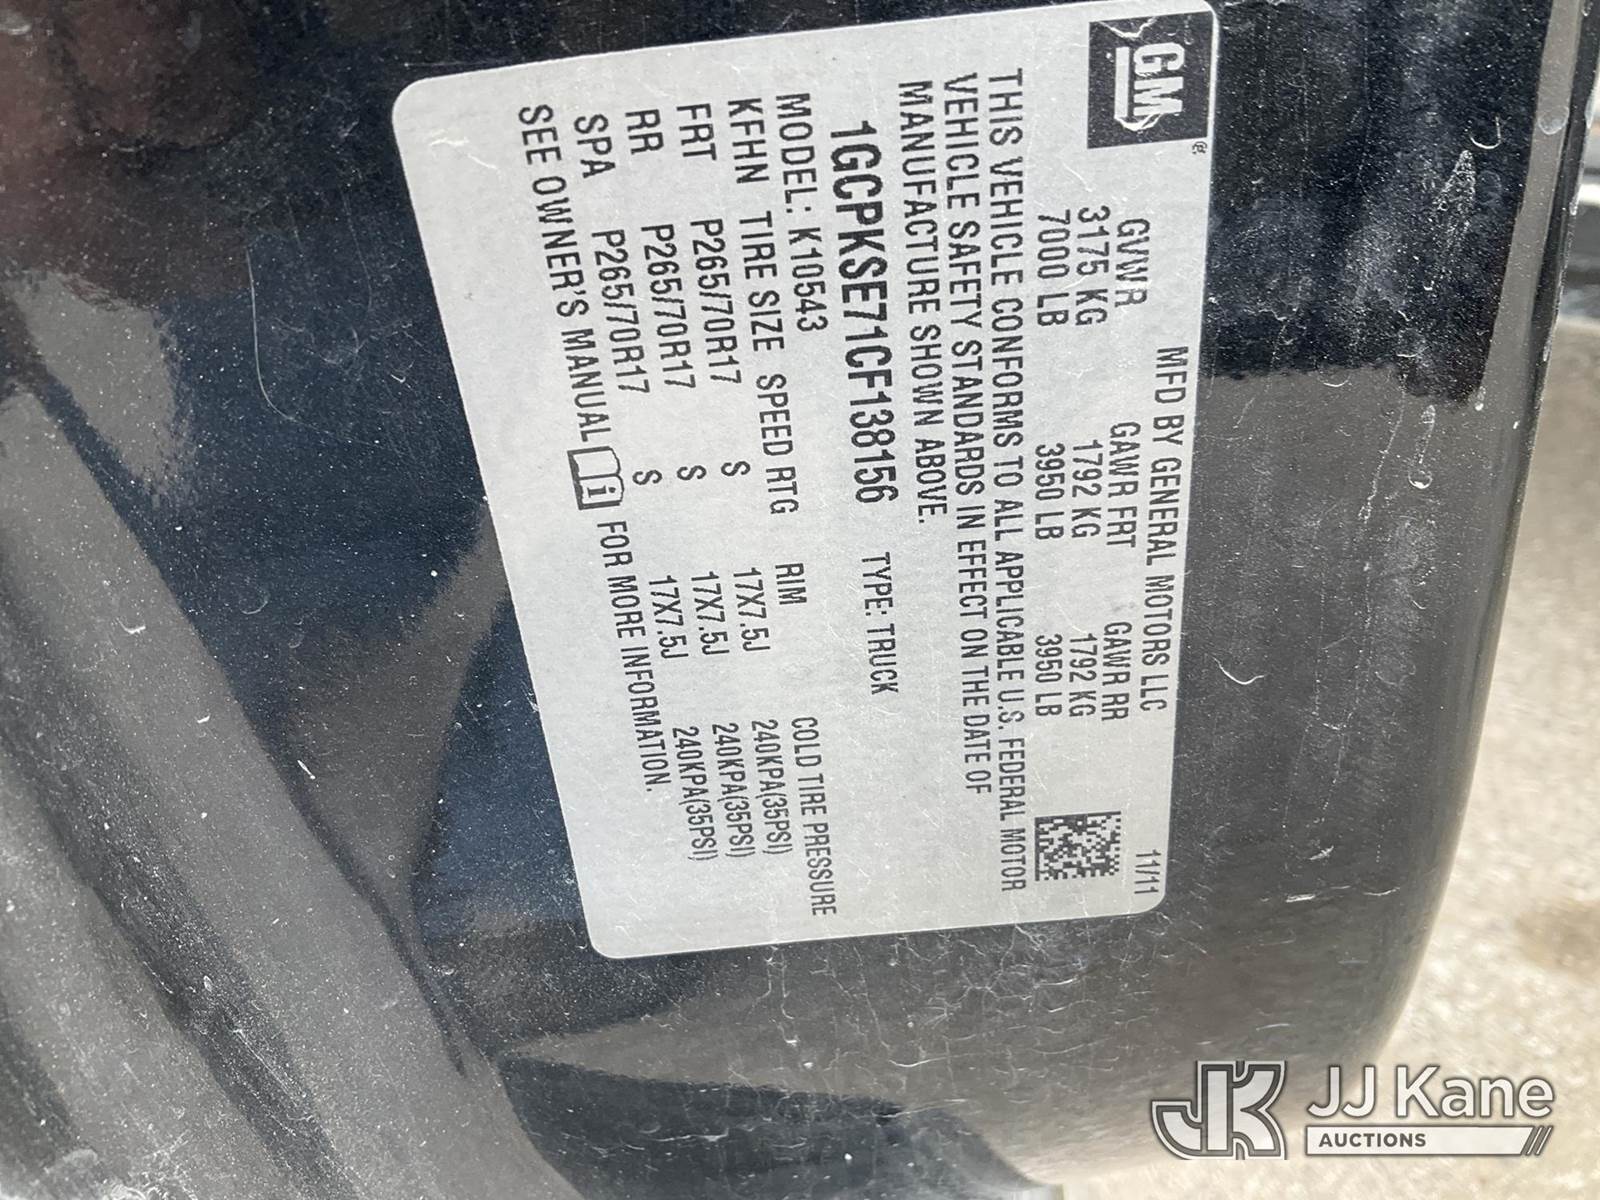 GM
MFD BY GENERAL MOTORS LLC 11/11
GVWR GAWR FRT GAWR RR
3175 KG 1792 KG 1792 KG
7000 LB 3950 LB 3950 LB
THIS VEHICLE CONFORMS TO ALL APPLICABLE U.S. FEDERAL MOTOR
VEHICLE SAFETY STANDARDS IN EFFECT ON THE DATE OF
MANUFACTURE SHOWN ABOVE.
1GCPKSE71CF138156 TYPE: TRUCK
MODEL: K10543
KFHN TIRE SIZE SPEED RTG RIM COLD TIRE PRESSURE
FRT P265/70R17 S 17X7.5J 240KPA(35PSI)
RR P265/70R17 S 17X7.5J 240KPA(35PSI)
SPA P265/70R17 S 17X7.5J 240KPA(35PSI)
SEE OWNER'S MANUAL i FOR MORE INFORMATION.
JK JJ Kane
AUCTIONS